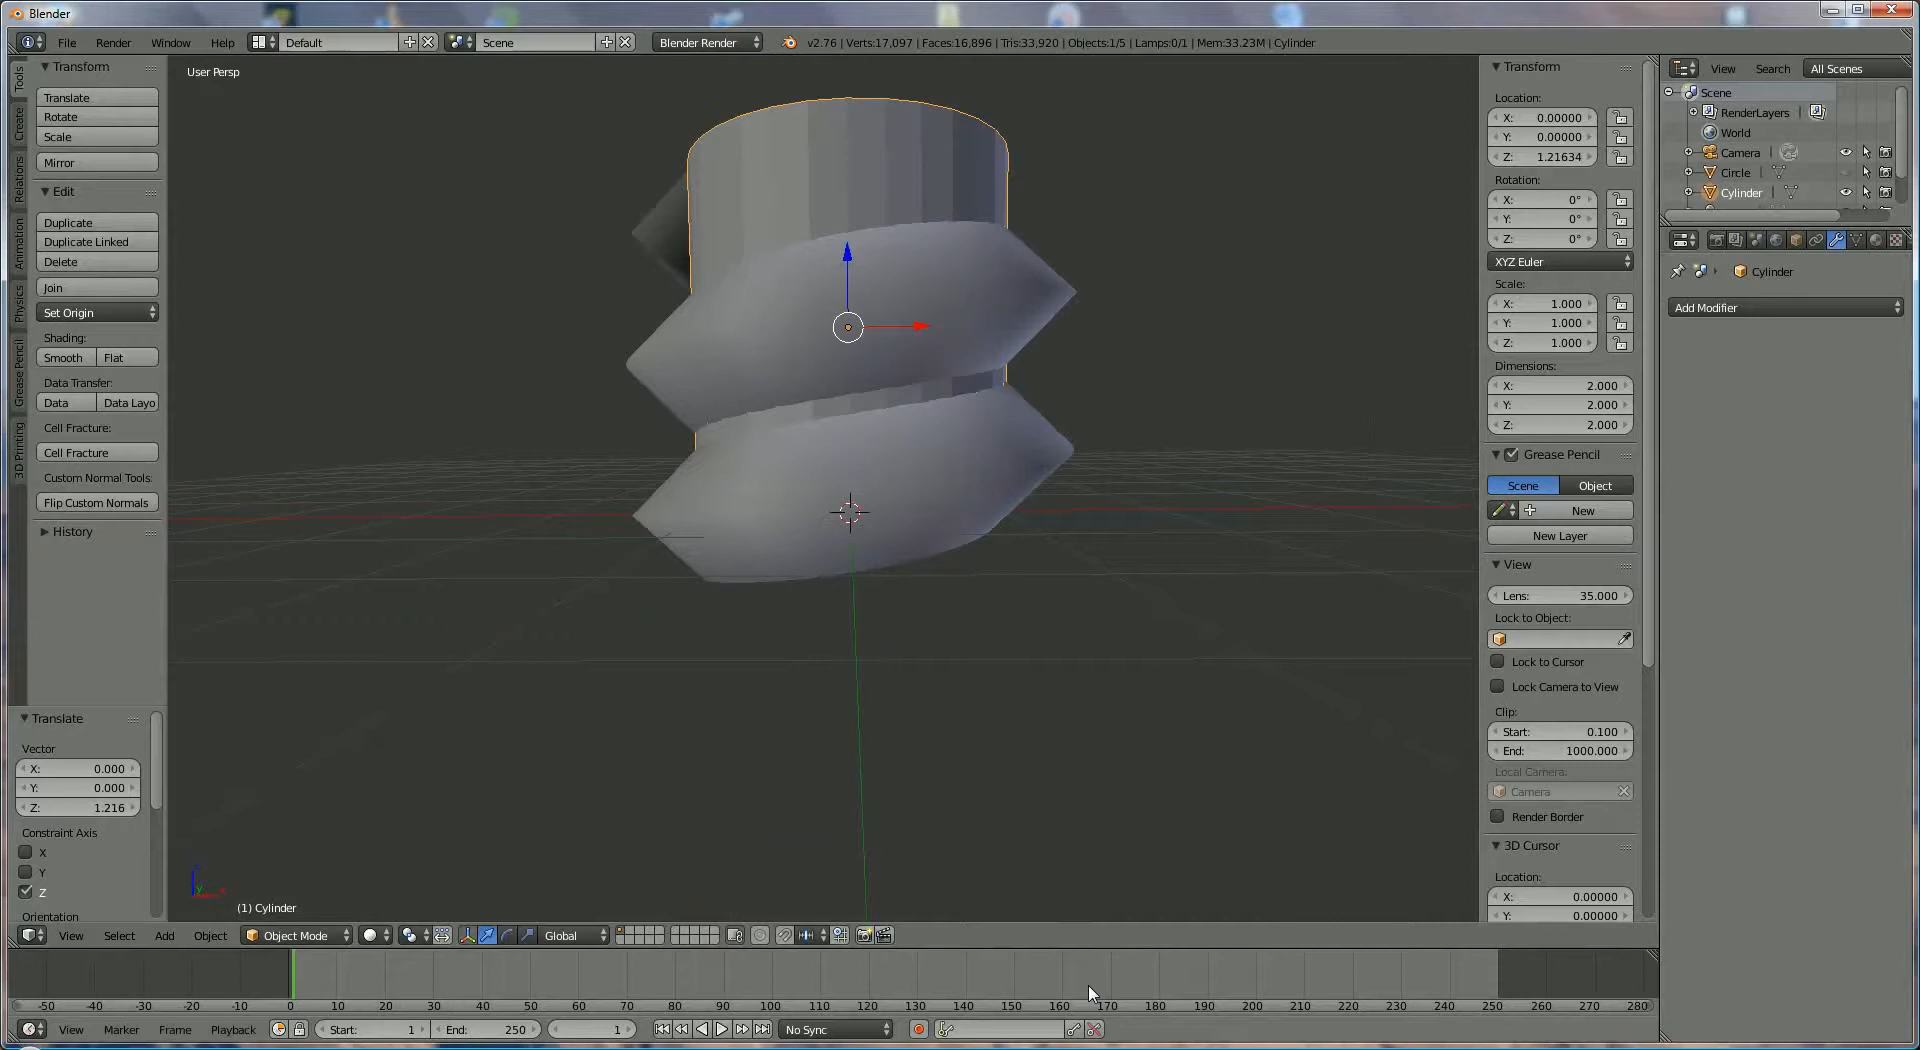 Blender
File Render Window Help Default Scene Blender Render v2.76 | Verts:17,097 | Faces:16,896 | Tris:33,920 | Objects:1/5 | Lamps:0/1 | Mem:33.23M | Cylinder
Tools
Create
Relations
Animation
Physics
Grease Pencil
3D Printing
Transform
Translate
Rotate
Scale
Mirror
Edit
Duplicate
Duplicate Linked
Delete
Join
Set Origin
Shading:
Smooth Flat
Data Transfer:
Data Data Layo
Cell Fracture:
Cell Fracture
Custom Normal Tools:
Flip Custom Normals
History
Translate
Vector
X: 0.000
Y: 0.000
Z: 1.216
Constraint Axis
X
Y
Z
Orientation
User Persp
z
y x
(1) Cylinder
Transform
Location:
X: 0.00000
Y: 0.00000
Z: 1.21634
Rotation:
X: 0°
Y: 0°
Z: 0°
XYZ Euler
Scale:
X: 1.000
Y: 1.000
Z: 1.000
Dimensions:
X: 2.000
Y: 2.000
Z: 2.000
Grease Pencil
Scene Object
New
New Layer
View
Lens: 35.000
Lock to Object:
Lock to Cursor
Lock Camera to View
Clip:
Start: 0.100
End: 1000.000
Local Camera:
Camera
Render Border
3D Cursor
Location:
X: 0.00000
Y: 0.00000
View Search All Scenes
Scene
RenderLayers
World
Camera
Circle
Cylinder
Cylinder
Add Modifier
View Select Add Object Object Mode Global
-50 -40 -30 -20 -10 0 10 20 30 40 50 60 70 80 90 100 110 120 130 140 150 160 170 180 190 200 210 220 230 240 250 260 270 280
View Marker Frame Playback Start: 1 End: 250 1 No Sync